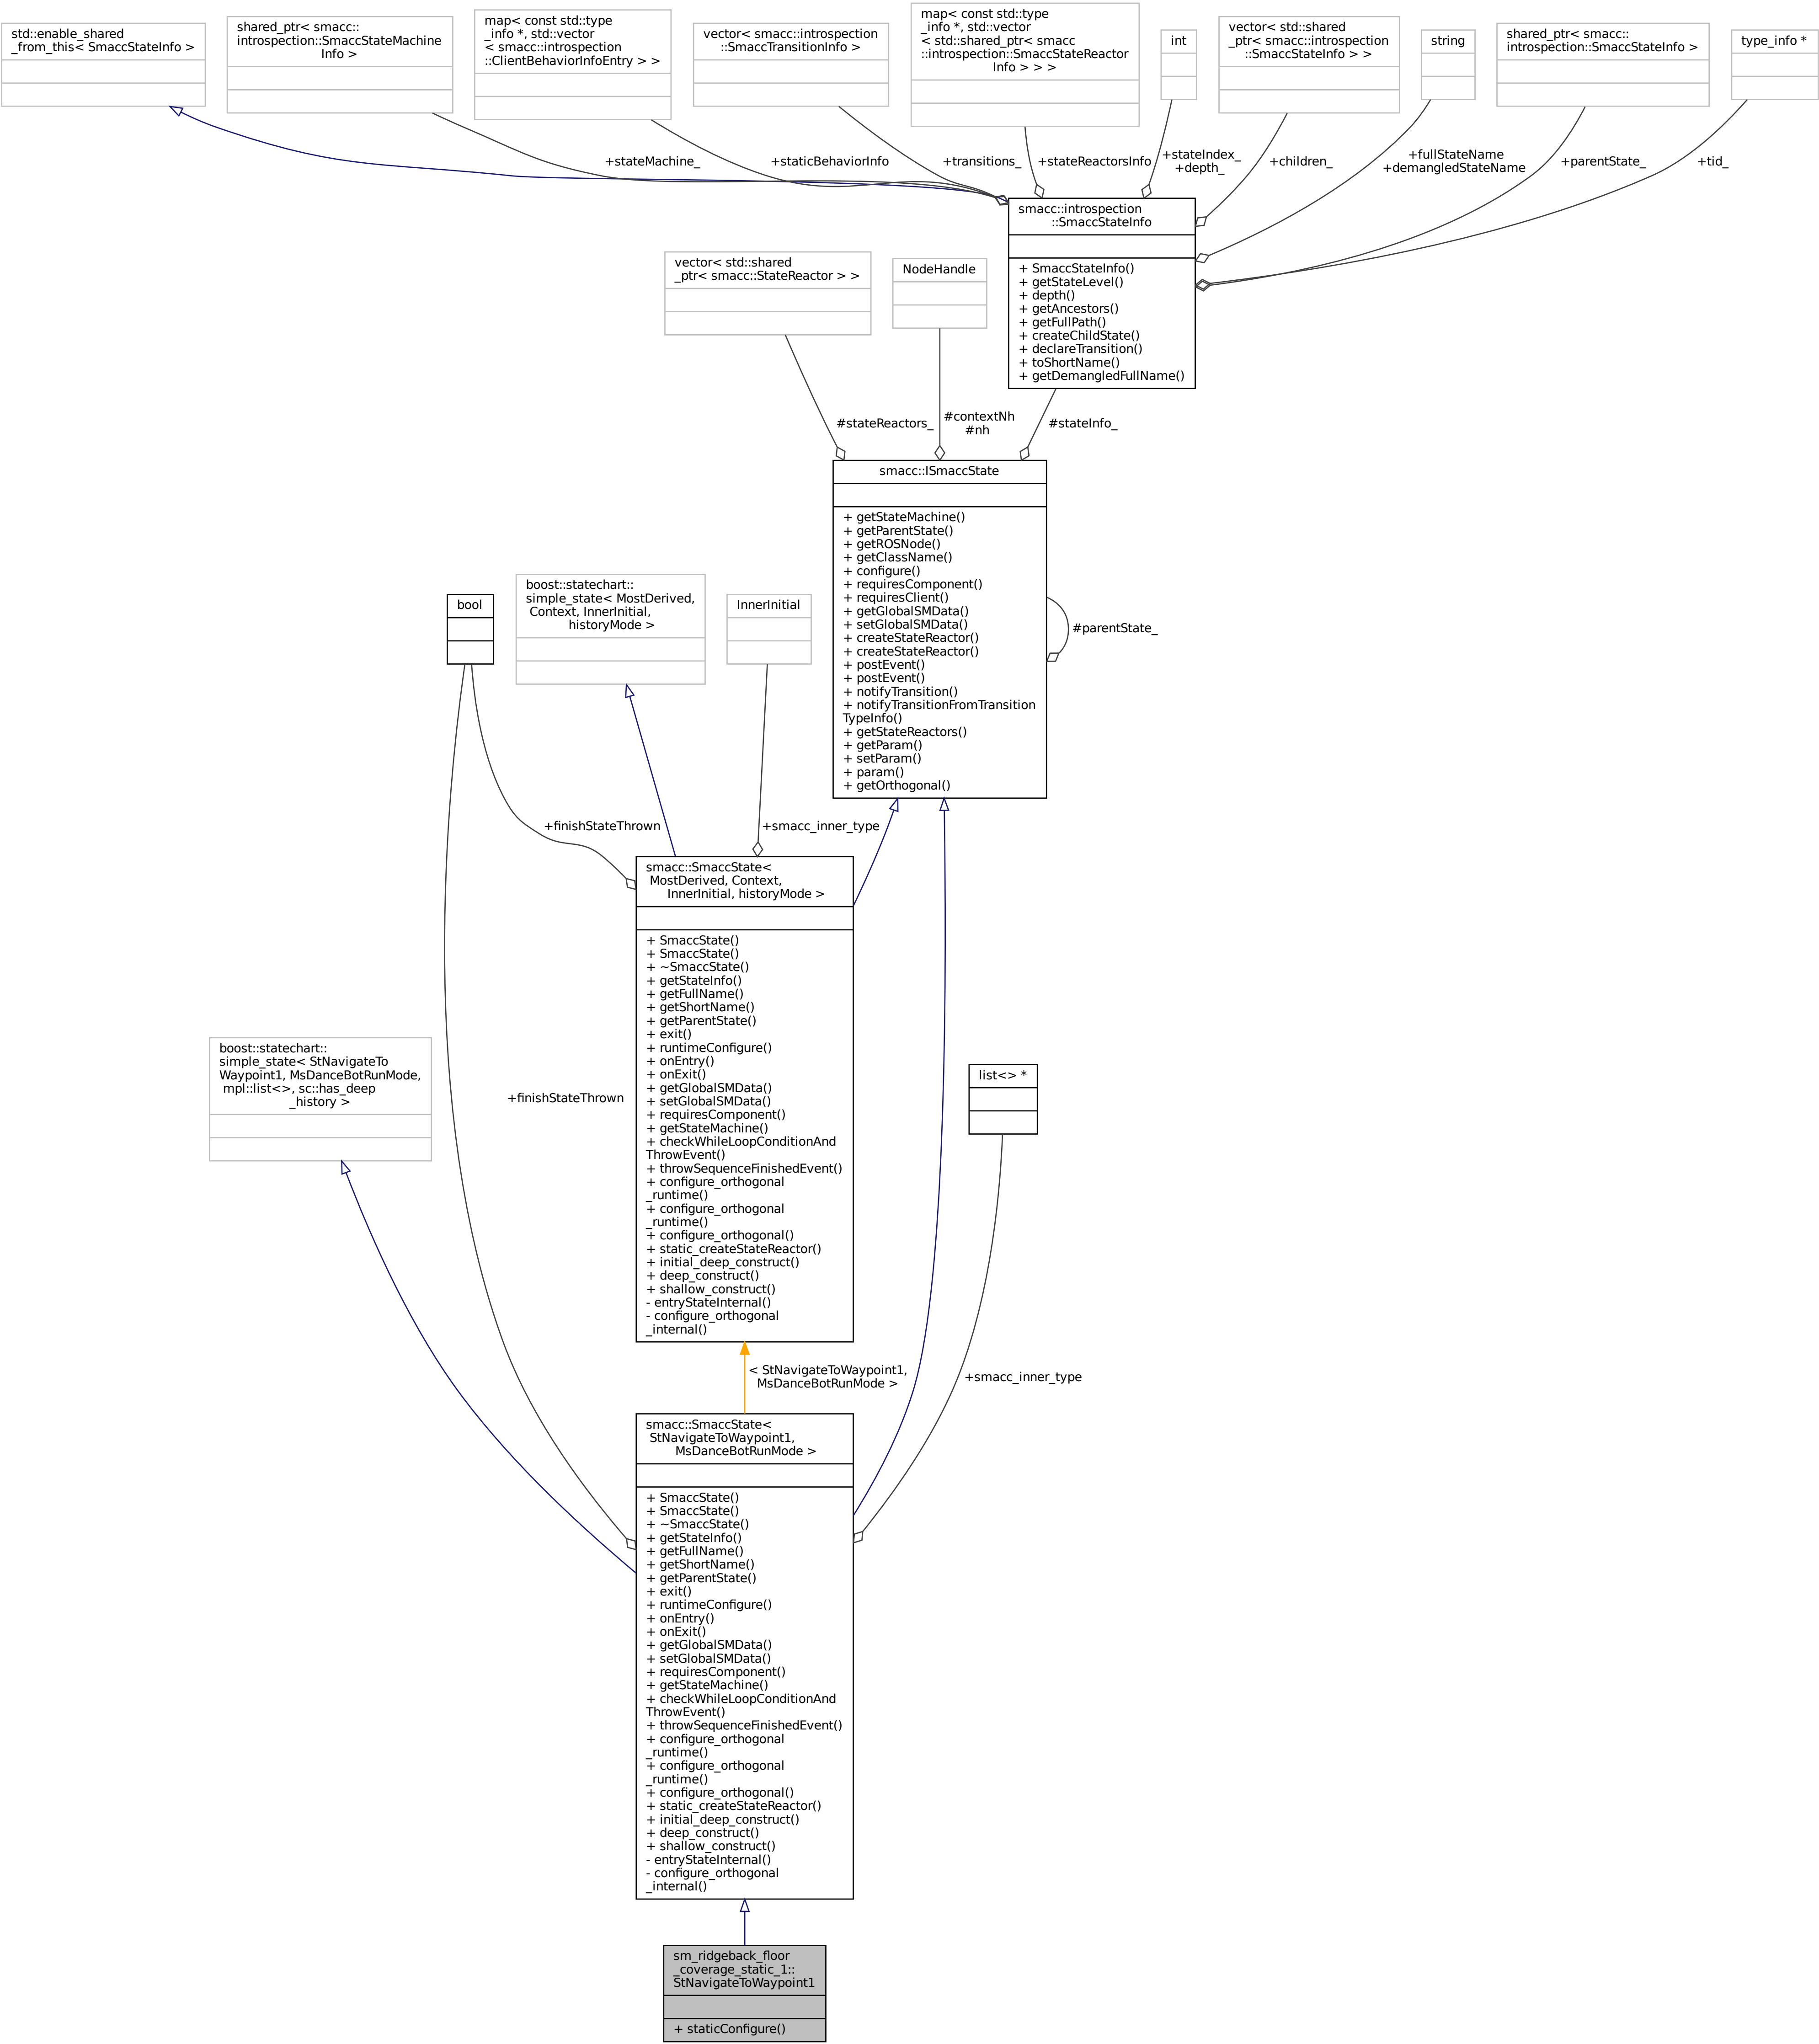 std::enable_shared
_from_this< SmaccStateInfo >
shared_ptr< smacc::
introspection::SmaccStateMachine
Info >
map< const std::type
_info *, std::vector
< smacc::introspection
::ClientBehaviorInfoEntry > >
vector< smacc::introspection
::SmaccTransitionInfo >
map< const std::type
_info *, std::vector
< std::shared_ptr< smacc
::introspection::SmaccStateReactor
Info > > >
int
vector< std::shared
_ptr< smacc::introspection
::SmaccStateInfo > >
string
shared_ptr< smacc::
introspection::SmaccStateInfo >
type_info *
+stateMachine_
+staticBehaviorInfo
+transitions_
+stateReactorsInfo
+stateIndex_
+depth_
+children_
+fullStateName
+demangledStateName
+parentState_
+tid_
smacc::introspection
::SmaccStateInfo
+ SmaccStateInfo()
+ getStateLevel()
+ depth()
+ getAncestors()
+ getFullPath()
+ createChildState()
+ declareTransition()
+ toShortName()
+ getDemangledFullName()
vector< std::shared
_ptr< smacc::StateReactor > >
NodeHandle
#stateReactors_
#contextNh
#nh
#stateInfo_
smacc::ISmaccState
+ getStateMachine()
+ getParentState()
+ getROSNode()
+ getClassName()
+ configure()
+ requiresComponent()
+ requiresClient()
+ getGlobalSMData()
+ setGlobalSMData()
+ createStateReactor()
+ createStateReactor()
+ postEvent()
+ postEvent()
+ notifyTransition()
+ notifyTransitionFromTransition
TypeInfo()
+ getStateReactors()
+ getParam()
+ setParam()
+ param()
+ getOrthogonal()
#parentState_
bool
boost::statechart::
simple_state< MostDerived,
Context, InnerInitial,
historyMode >
InnerInitial
+finishStateThrown
+smacc_inner_type
smacc::SmaccState<
MostDerived, Context,
InnerInitial, historyMode >
+ SmaccState()
+ SmaccState()
+ ~SmaccState()
+ getStateInfo()
+ getFullName()
+ getShortName()
+ getParentState()
+ exit()
+ runtimeConfigure()
+ onEntry()
+ onExit()
+ getGlobalSMData()
+ setGlobalSMData()
+ requiresComponent()
+ getStateMachine()
+ checkWhileLoopConditionAnd
ThrowEvent()
+ throwSequenceFinishedEvent()
+ configure_orthogonal
_runtime()
+ configure_orthogonal
_runtime()
+ configure_orthogonal()
+ static_createStateReactor()
+ initial_deep_construct()
+ deep_construct()
+ shallow_construct()
- entryStateInternal()
- configure_orthogonal
_internal()
boost::statechart::
simple_state< StNavigateTo
Waypoint1, MsDanceBotRunMode,
mpl::list<>, sc::has_deep
_history >
+finishStateThrown
list<> *
< StNavigateToWaypoint1,
MsDanceBotRunMode >
+smacc_inner_type
smacc::SmaccState<
StNavigateToWaypoint1,
MsDanceBotRunMode >
+ SmaccState()
+ SmaccState()
+ ~SmaccState()
+ getStateInfo()
+ getFullName()
+ getShortName()
+ getParentState()
+ exit()
+ runtimeConfigure()
+ onEntry()
+ onExit()
+ getGlobalSMData()
+ setGlobalSMData()
+ requiresComponent()
+ getStateMachine()
+ checkWhileLoopConditionAnd
ThrowEvent()
+ throwSequenceFinishedEvent()
+ configure_orthogonal
_runtime()
+ configure_orthogonal
_runtime()
+ configure_orthogonal()
+ static_createStateReactor()
+ initial_deep_construct()
+ deep_construct()
+ shallow_construct()
- entryStateInternal()
- configure_orthogonal
_internal()
sm_ridgeback_floor
_coverage_static_1::
StNavigateToWaypoint1
+ staticConfigure()